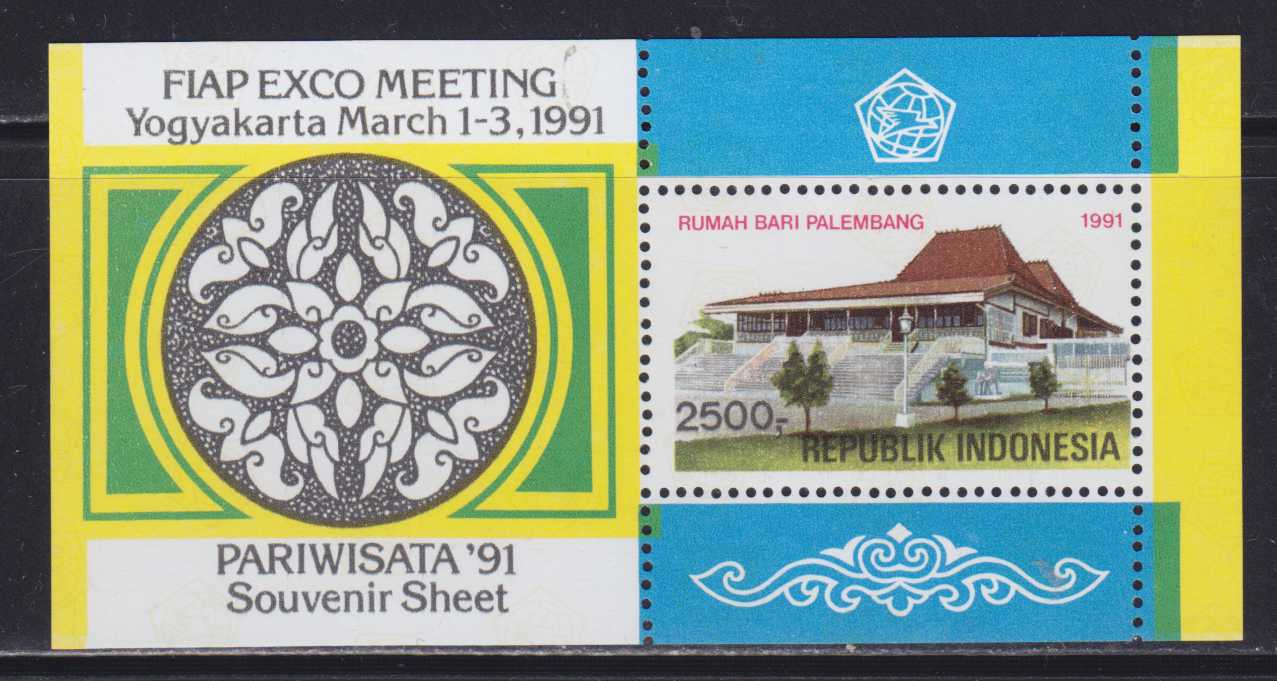 FIAP EXCO MEETING
Yogyakarta March 1-3, 1991
PARIWISATA '91
Souvenir Sheet
RUMAH BARI PALEMBANG 1991
2500,-
REPUBLIK INDONESIA